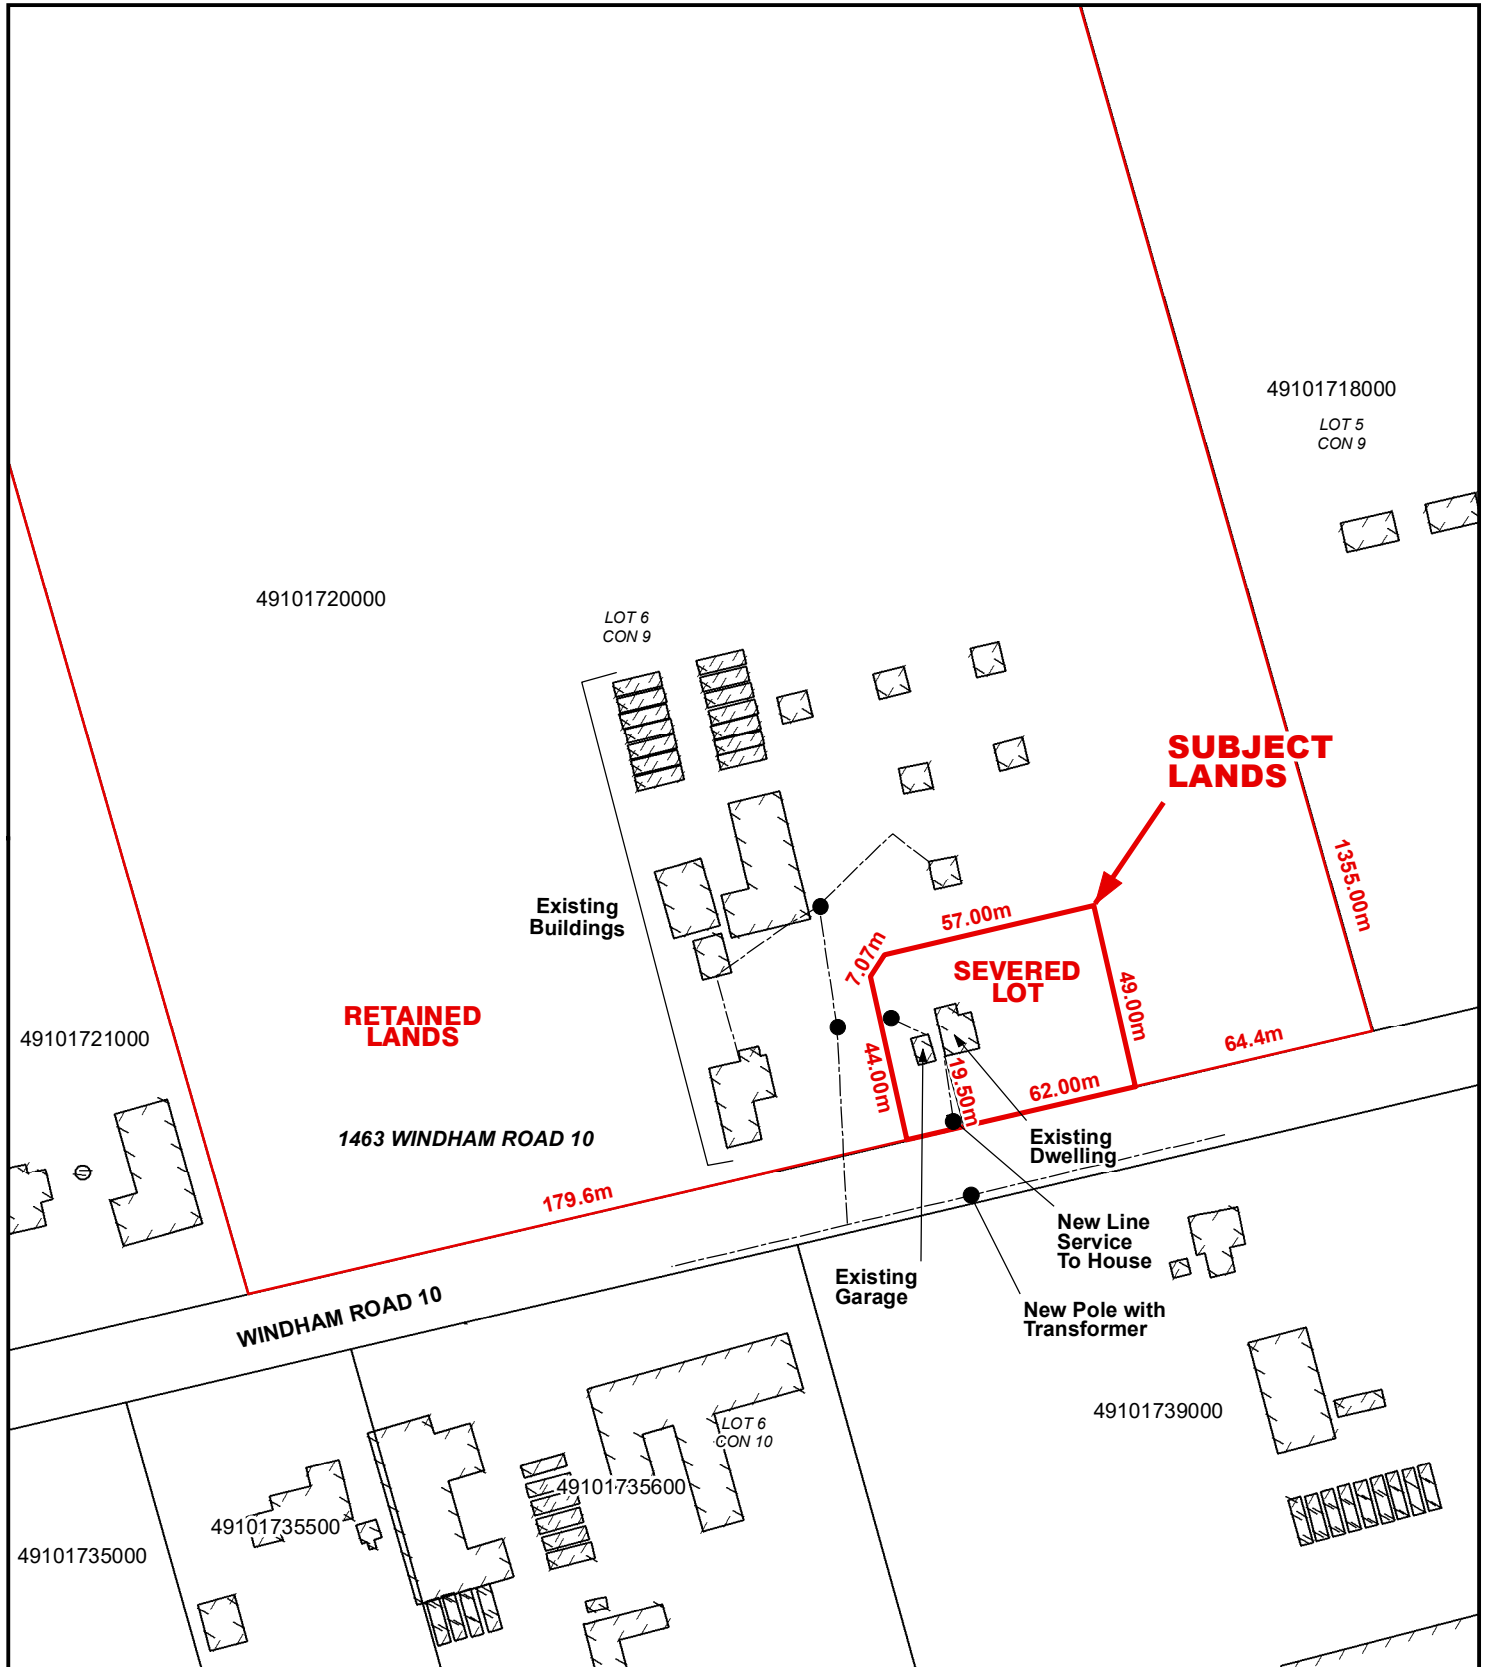 49101718000
LOT 5
CON 9
49101720000
LOT 6
CON 9
SUBJECT
LANDS
1355.00m
Existing
Buildings
57.00m
7.07m
SEVERED
LOT
49.00m
RETAINED
LANDS
49101721000
44.00m
19.50m
62.00m
64.4m
1463 WINDHAM ROAD 10
Existing
Dwelling
179.6m
New Line
Service
To House
Existing
Garage
New Pole with
Transformer
WINDHAM ROAD 10
49101739000
LOT 6
CON 10
49101735600
49101735500
49101735000